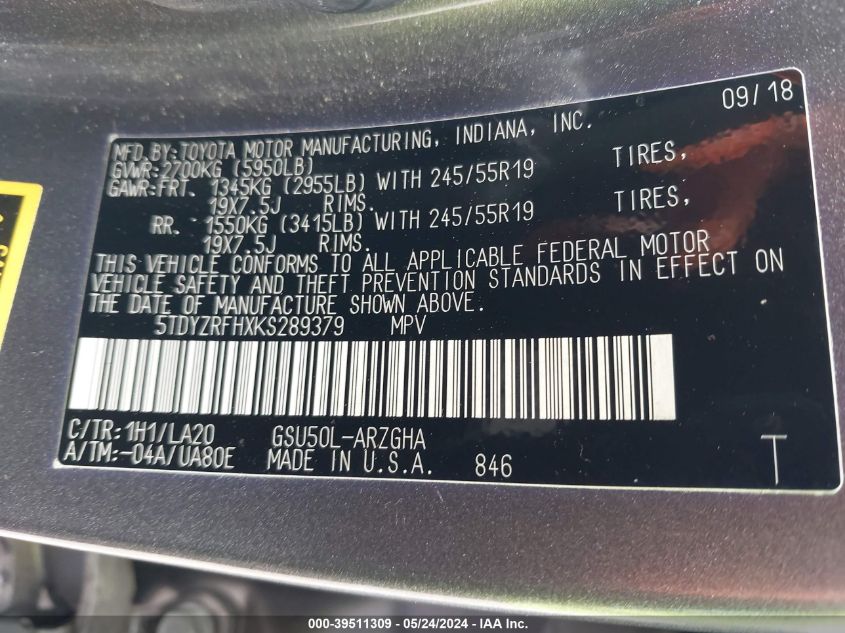 09/18
MFD.BY:TOYOTA MOTOR MANUFACTURING, INDIANA, INC.
GVWR:2700KG (5950LB)
GAWR:FRT. 1345KG (2955LB) WITH 245/55R19 TIRES,
19X7.5J RIMS.
RR. 1550KG (3415LB) WITH 245/55R19 TIRES,
19X7.5J RIMS.
THIS VEHICLE CONFORMS TO ALL APPLICABLE FEDERAL MOTOR
VEHICLE SAFETY AND THEFT PREVENTION STANDARDS IN EFFECT ON
THE DATE OF MANUFACTURE SHOWN ABOVE.
5TDYZRFHXKS289379 MPV
C/TR:1H1/LA20 GSU50L-ARZGHA
A/TM:-04A/UA80E MADE IN U.S.A. 846 T
000-39511309 - 05/24/2024 - IAA Inc.